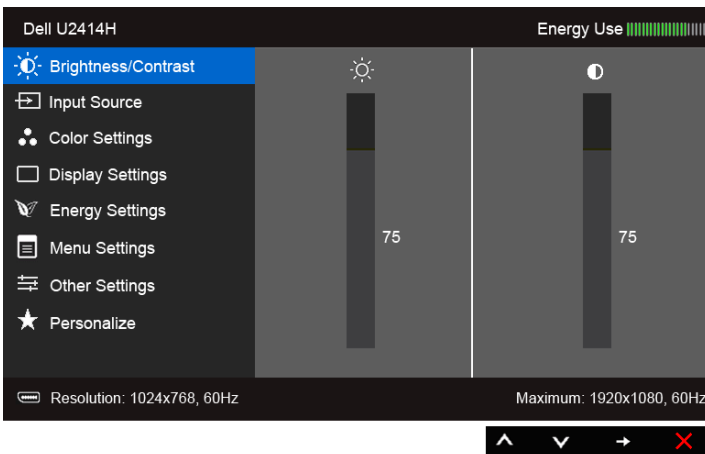 Dell U2414H
Energy Use
Brightness/Contrast
Input Source
Color Settings
Display Settings
Energy Settings
Menu Settings
Other Settings
Personalize
75
75
Resolution: 1024x768, 60Hz
Maximum: 1920x1080, 60Hz